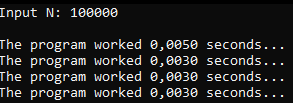 Input N: 100000
The program worked 0,0050 seconds...
The program worked 0,0030 seconds...
The program worked 0,0030 seconds...
The program worked 0,0030 seconds...